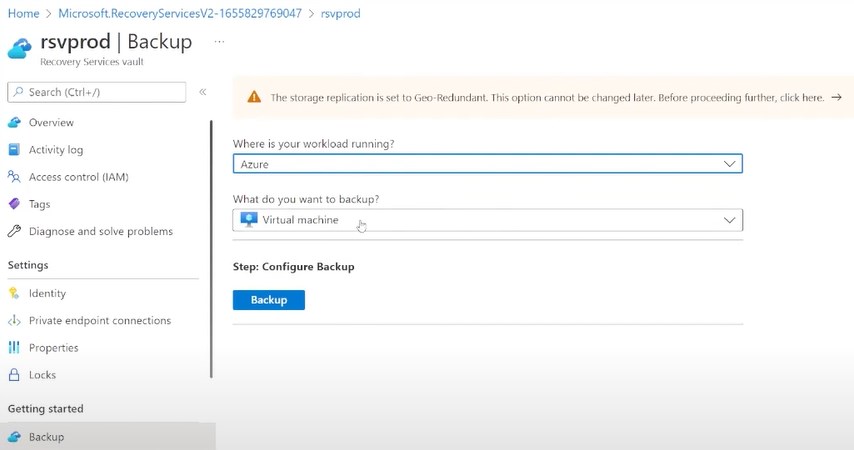 Home > Microsoft.RecoveryServicesV2-1655829769047 > rsvprod
rsvprod | Backup ...
Recovery Services vault
Search (Ctrl+/) «
Overview
Activity log
Access control (IAM)
Tags
Diagnose and solve problems
Settings
Identity
Private endpoint connections
Properties
Locks
Getting started
Backup
The storage replication is set to Geo-Redundant. This option cannot be changed later. Before proceeding further, click here. →
Where is your workload running?
Azure
What do you want to backup?
Virtual machine
Step: Configure Backup
Backup